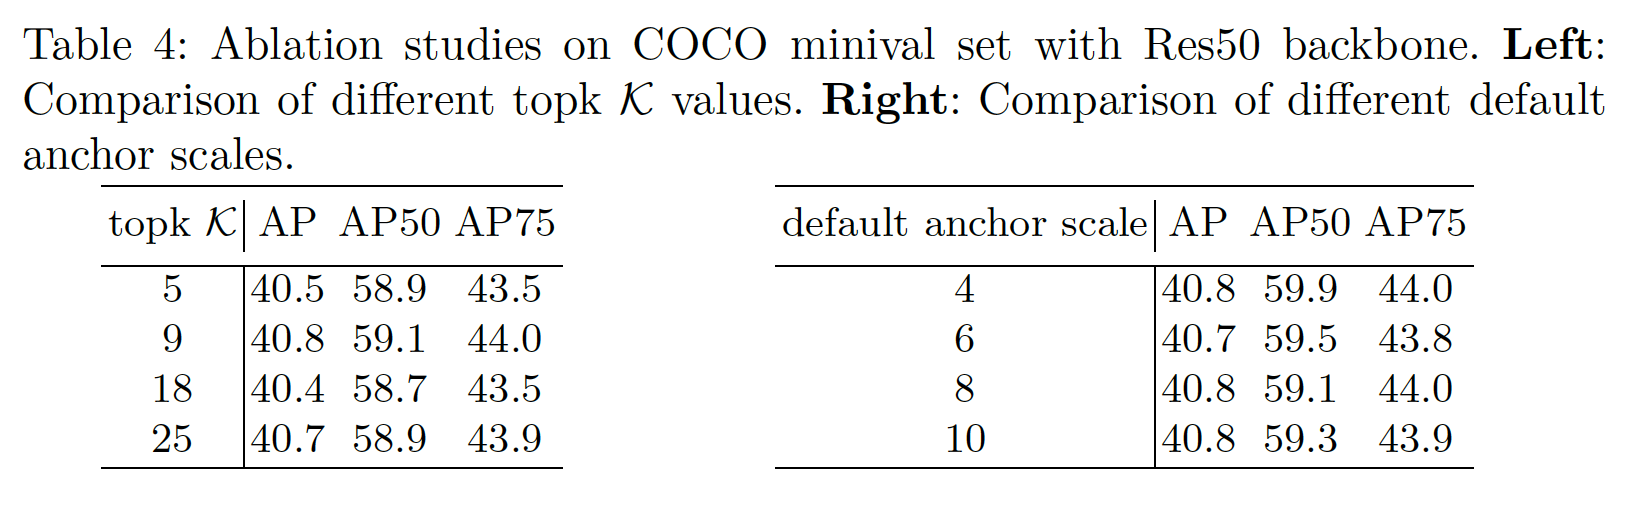 Table 4: Ablation studies on COCO minival set with Res50 backbone. Left:
Comparison of different topk 𝒦 values. Right: Comparison of different default
anchor scales.
topk 𝒦 AP AP50 AP75
5 40.5 58.9 43.5
9 40.8 59.1 44.0
18 40.4 58.7 43.5
25 40.7 58.9 43.9
default anchor scale AP AP50 AP75
4 40.8 59.9 44.0
6 40.7 59.5 43.8
8 40.8 59.1 44.0
10 40.8 59.3 43.9